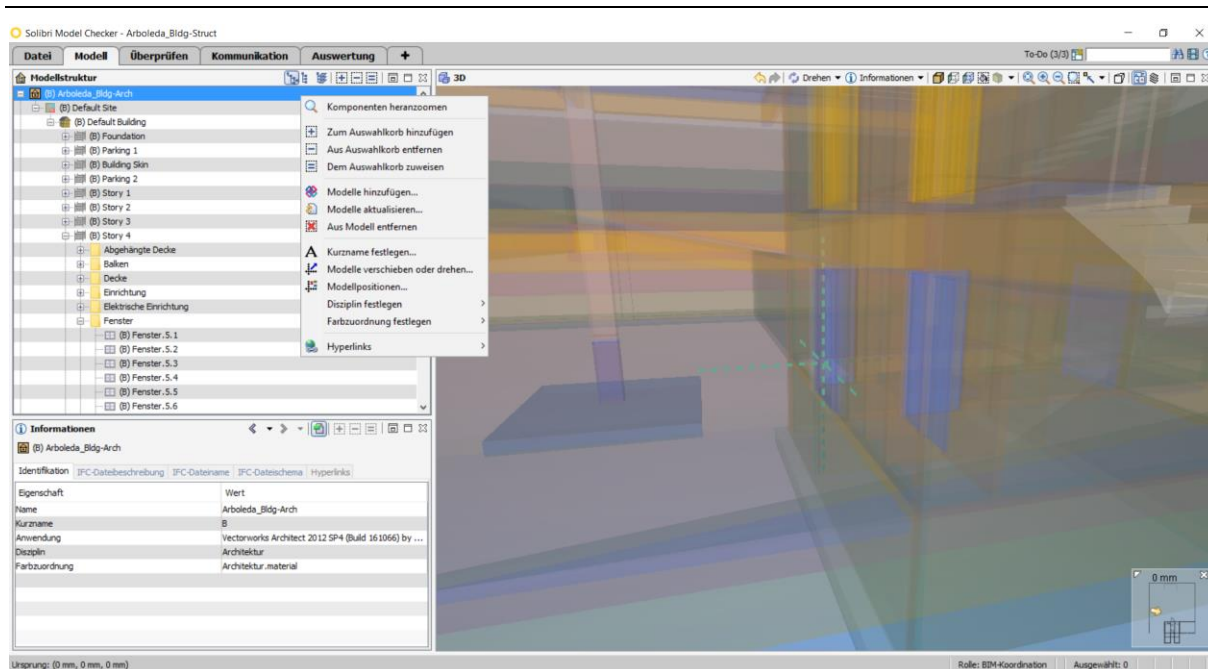 Solibri Model Checker - Arboleda_Bldg-Struct
Datei Modell Überprüfen Kommunikation Auswertung +
To-Do (3/3)
Modellstruktur
(B) Arboleda_Bldg-Arch
(B) Default Site
(B) Default Building
(B) Foundation
(B) Parking 1
(B) Building Skin
(B) Parking 2
(B) Story 1
(B) Story 2
(B) Story 3
(B) Story 4
Abgehängte Decke
Balken
Decke
Einrichtung
Elektrische Einrichtung
Fenster
(B) Fenster.5.1
(B) Fenster.5.2
(B) Fenster.5.3
(B) Fenster.5.4
(B) Fenster.5.5
(B) Fenster.5.6
Komponenten heranzoomen
Zum Auswahlkorb hinzufügen
Aus Auswahlkorb entfernen
Dem Auswahlkorb zuweisen
Modelle hinzufügen...
Modelle aktualisieren...
Aus Modell entfernen
Kurzname festlegen...
Modelle verschieben oder drehen...
Modellpositionen...
Disziplin festlegen
Farbzuordnung festlegen
Hyperlinks
Informationen
(B) Arboleda_Bldg-Arch
Identifikation IFC-Dateibeschreibung IFC-Dateiname IFC-Dateischema Hyperlinks
Eigenschaft Wert
Name Arboleda_Bldg-Arch
Kurzname B
Anwendung Vectorworks Architect 2012 SP4 (Build 161066) by ...
Disziplin Architektur
Farbzuordnung Architektur.material
3D
Drehen Informationen
0 mm
Ursprung: (0 mm, 0 mm, 0 mm)
Rolle: BIM-Koordination Ausgewählt: 0